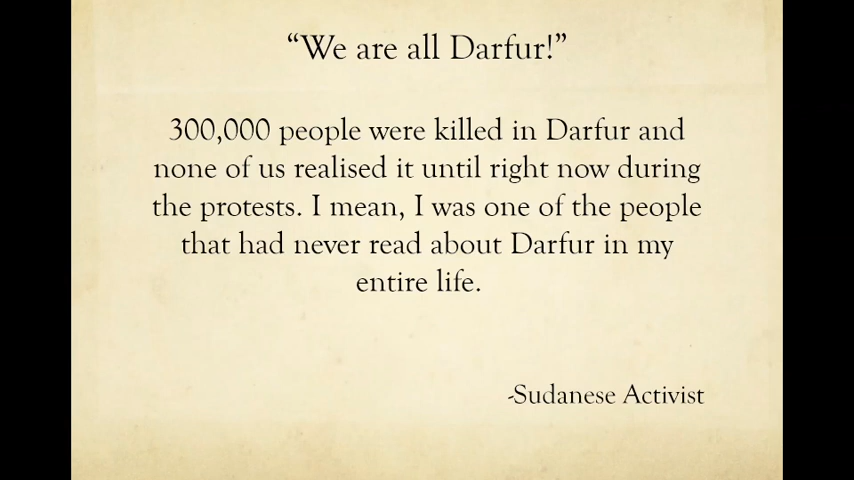 “We are all Darfur!”
300,000 people were killed in Darfur and
none of us realised it until right now during
the protests. I mean, I was one of the people
that had never read about Darfur in my
entire life.
-Sudanese Activist